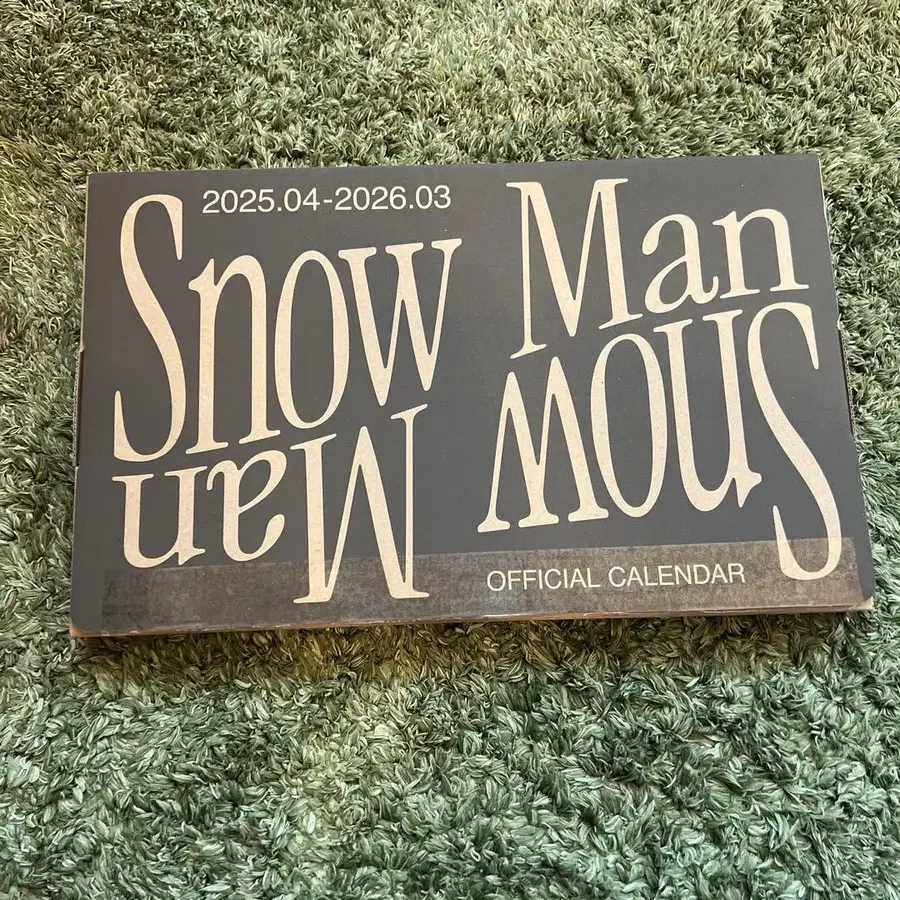 2025.04-2026.03
Snow Man
Snow Man
OFFICIAL CALENDAR